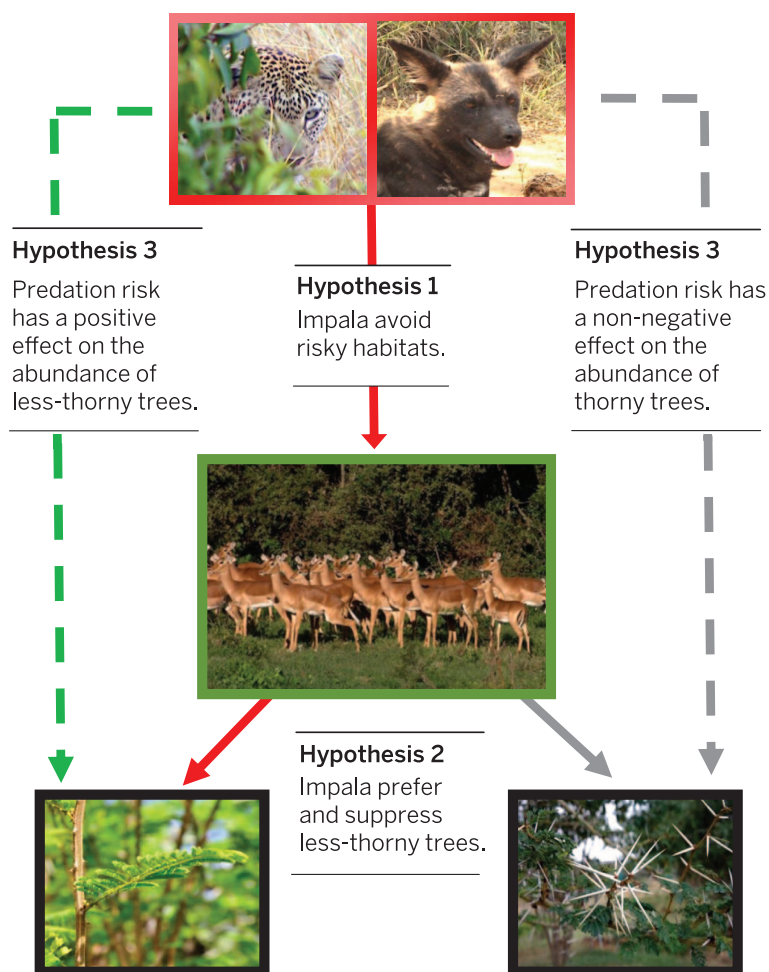 Hypothesis 3
Predation risk
has a positive
effect on the
abundance of
less-thorny trees.
Hypothesis 1
Impala avoid
risky habitats.
Hypothesis 3
Predation risk has
a non-negative
effect on the
abundance of
thorny trees.
Hypothesis 2
Impala prefer
and suppress
less-thorny trees.